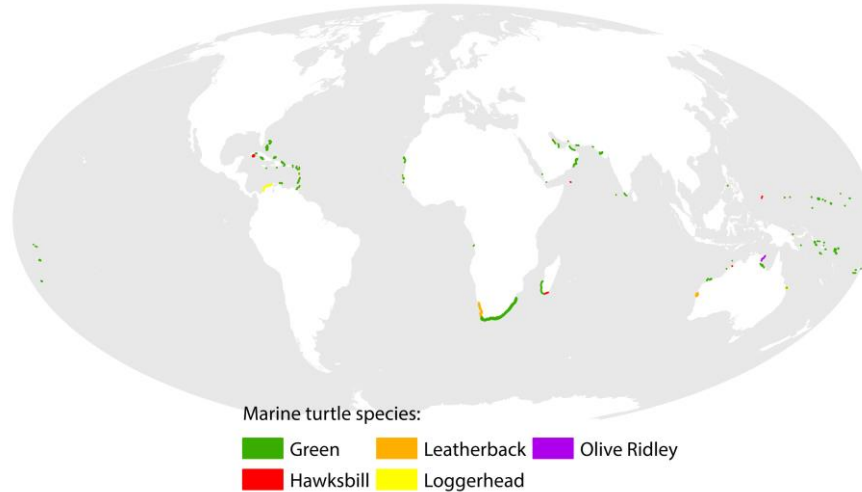 Marine turtle species:
Green Leatherback Olive Ridley
Hawksbill Loggerhead